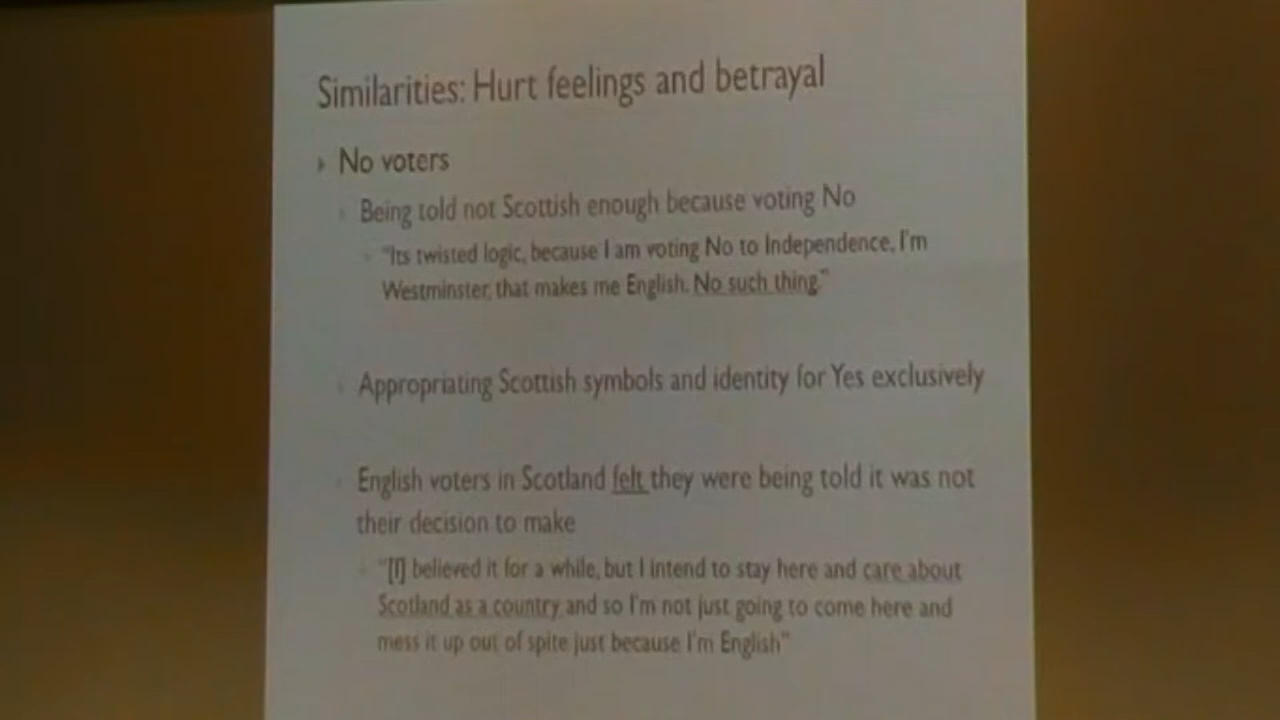 Similarities: Hurt feelings and betrayal
No voters
Being told not Scottish enough because voting No
"Its twisted logic, because I am voting No to Independence, I'm
Westminster, that makes me English. No such thing."
Appropriating Scottish symbols and identity for Yes exclusively
English voters in Scotland felt they were being told it was not
their decision to make
"[I] believed it for a while, but I intend to stay here and care about
Scotland as a country and so I'm not just going to come here and
mess it up out of spite just because I'm English"